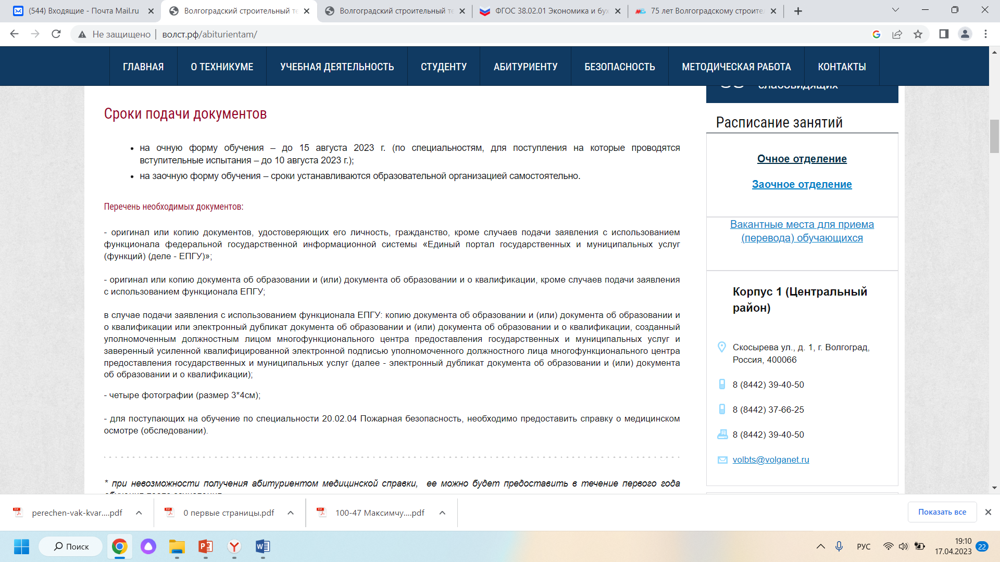 (544) Входящие - Почта Mail.ru
Волгоградский строительный те
Волгоградский строительный те
ФГОС 38.02.01 Экономика и бух
75 лет Волгоградскому строите
Не защищено
волст.рф/abiturientam/
ГЛАВНАЯ
О ТЕХНИКУМЕ
УЧЕБНАЯ ДЕЯТЕЛЬНОСТЬ
СТУДЕНТУ
АБИТУРИЕНТУ
БЕЗОПАСНОСТЬ
МЕТОДИЧЕСКАЯ РАБОТА
КОНТАКТЫ
Сроки подачи документов
• на очную форму обучения – до 15 августа 2023 г. (по специальностям, для поступления на которые проводятся
вступительные испытания – до 10 августа 2023 г.);
• на заочную форму обучения – сроки устанавливаются образовательной организацией самостоятельно.
Перечень необходимых документов:
- оригинал или копию документов, удостоверяющих его личность, гражданство, кроме случаев подачи заявления с использованием
функционала федеральной государственной информационной системы «Единый портал государственных и муниципальных услуг
(функций) (деле - ЕПГУ)»;
- оригинал или копию документа об образовании и (или) документа об образовании и о квалификации, кроме случаев подачи заявления
с использованием функционала ЕПГУ;
в случае подачи заявления с использованием функционала ЕПГУ: копию документа об образовании и (или) документа об образовании и
о квалификации или электронный дубликат документа об образовании и (или) документа об образовании и о квалификации, созданный
уполномоченным должностным лицом многофункционального центра предоставления государственных и муниципальных услуг и
заверенный усиленной квалифицированной электронной подписью уполномоченного должностного лица многофункционального центра
предоставления государственных и муниципальных услуг (далее - электронный дубликат документа об образовании и (или) документа
об образовании и о квалификации);
- четыре фотографии (размер 3*4см);
- для поступающих на обучение по специальности 20.02.04 Пожарная безопасность, необходимо предоставить справку о медицинском
осмотре (обследовании).
* при невозможности получения абитуриентом медицинской справки, ее можно будет предоставить в течение первого года
слабовидящих
Расписание занятий
Очное отделение
Заочное отделение
Вакантные места для приема
(перевода) обучающихся
Корпус 1 (Центральный
район)
Скосырева ул., д. 1, г. Волгоград,
Россия, 400066
8 (8442) 39-40-50
8 (8442) 37-66-25
8 (8442) 39-40-50
volbts@volganet.ru
perechen-vak-kvar....pdf
0 первые страницы.pdf
100-47 Максимчу....pdf
Показать все
Поиск
РУС
19:10
17.04.2023
22